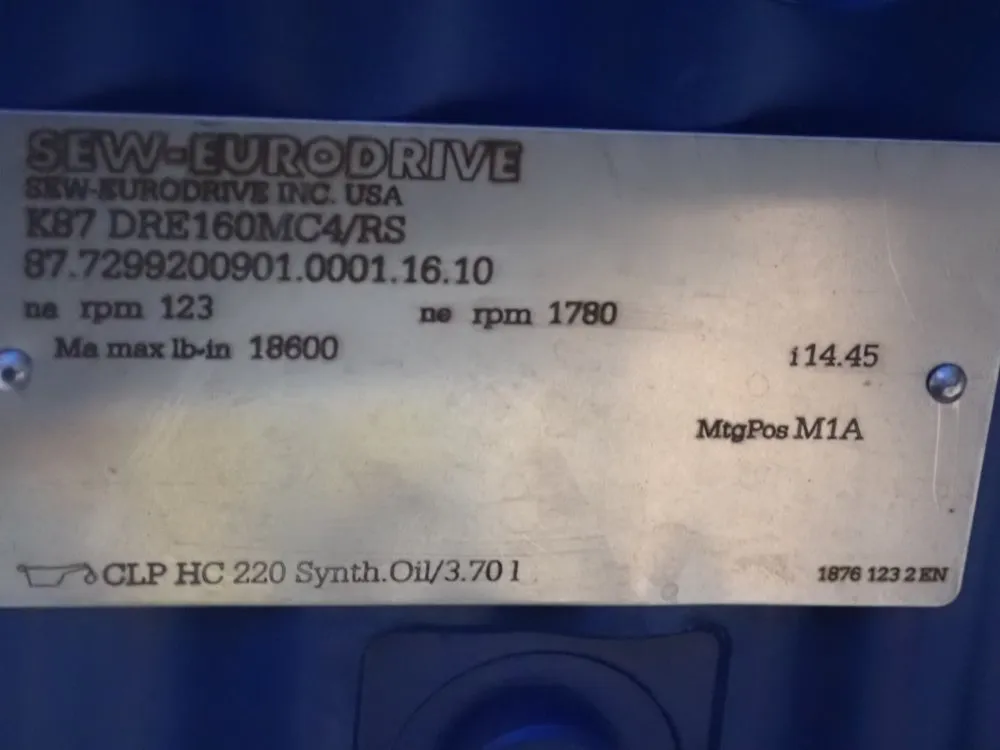 SEW-EURODRIVE
SEW-EURODRIVE INC. USA
K87 DRE160MC4/RS
87.7299200901.0001.16.10
na rpm 123 ne rpm 1780
Ma max lb-in 18600 i 14.45
MtgPos M1A
CLP HC 220 Synth.Oil/3.70 l
1876 123 2 EN